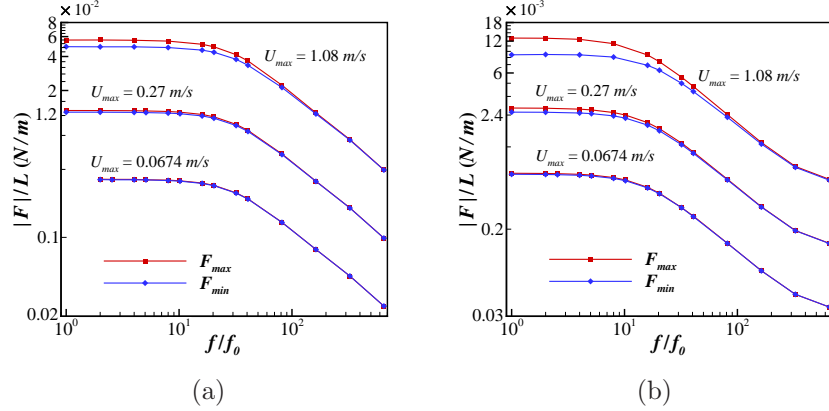 × 10⁻²
8
4
2
1.2
0.1
0.02
|F|/L (N/m)
U_max = 1.08 m/s
U_max = 0.27 m/s
U_max = 0.0674 m/s
F_max
F_min
10⁰ 10¹ 10²
f/f₀
(a)
× 10⁻³
18
12
6
2.4
0.2
0.03
|F|/L (N/m)
U_max = 1.08 m/s
U_max = 0.27 m/s
U_max = 0.0674 m/s
F_max
F_min
10⁰ 10¹ 10²
f/f₀
(b)